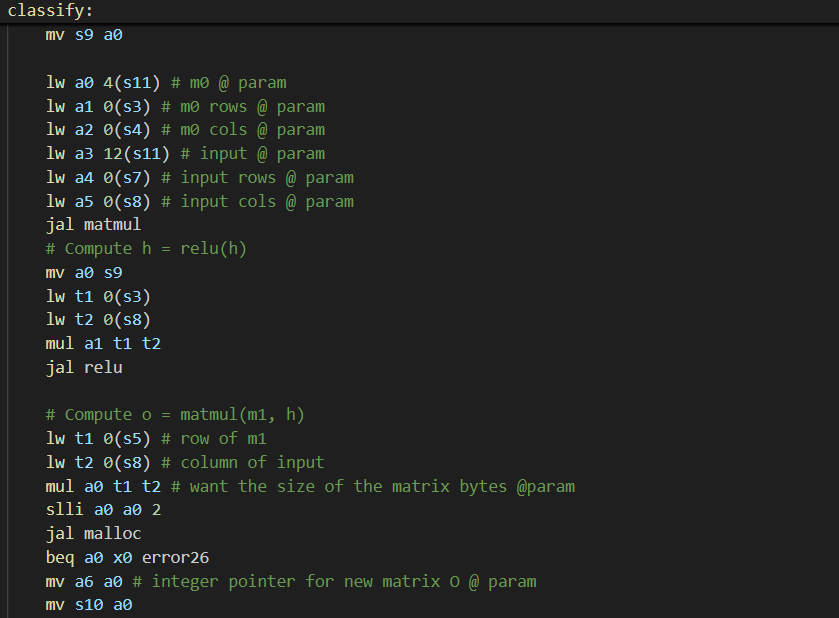 classify:
mv s9 a0
lw a0 4(s11) # m0 @ param
lw a1 0(s3) # m0 rows @ param
lw a2 0(s4) # m0 cols @ param
lw a3 12(s11) # input @ param
lw a4 0(s7) # input rows @ param
lw a5 0(s8) # input cols @ param
jal matmul
# Compute h = relu(h)
mv a0 s9
lw t1 0(s3)
lw t2 0(s8)
mul a1 t1 t2
jal relu
# Compute o = matmul(m1, h)
lw t1 0(s5) # row of m1
lw t2 0(s8) # column of input
mul a0 t1 t2 # want the size of the matrix bytes @param
slli a0 a0 2
jal malloc
beq a0 x0 error26
mv a6 a0 # integer pointer for new matrix O @ param
mv s10 a0